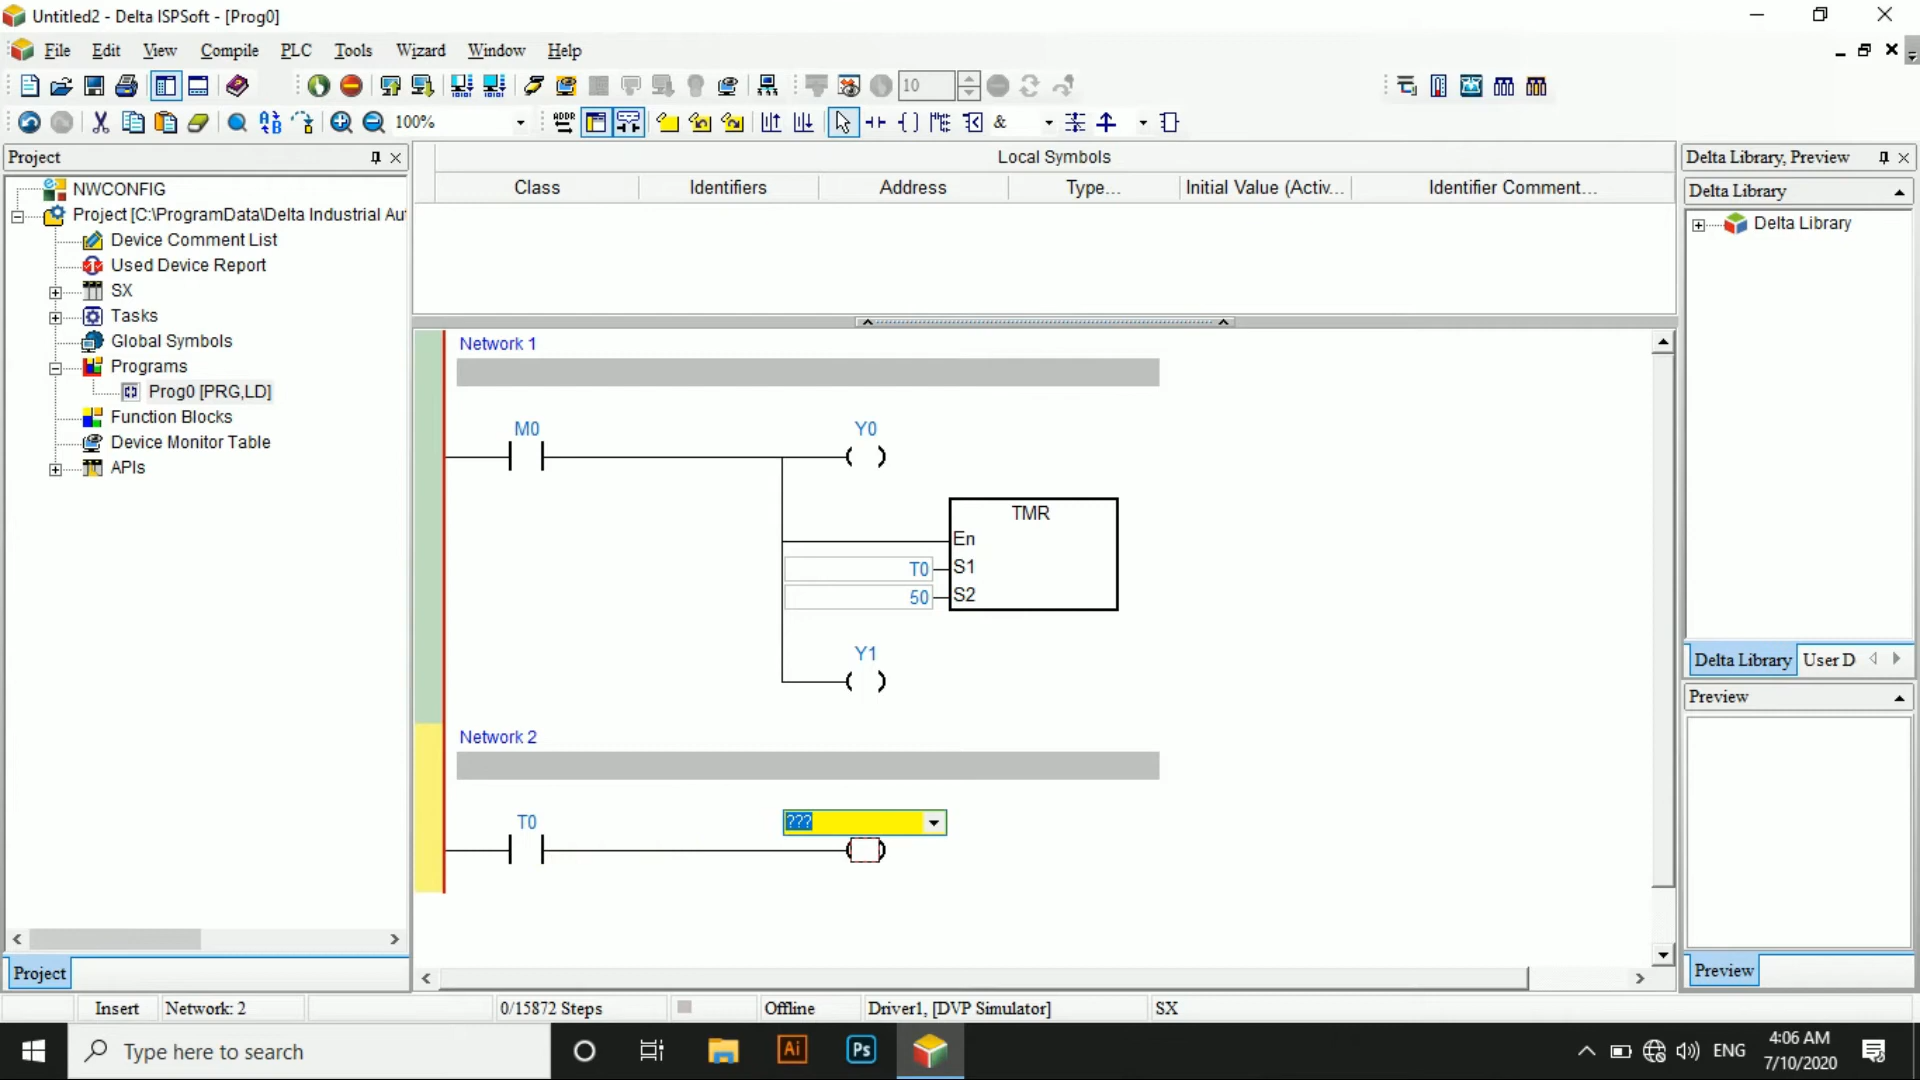 Untitled2 - Delta ISPSoft - [Prog0]
File Edit View Compile PLC Tools Wizard Window Help
10
100%
ADDR
&
Project
NWCONFIG
Project [C:\ProgramData\Delta Industrial Au
Device Comment List
Used Device Report
SX
Tasks
Global Symbols
Programs
Prog0 [PRG,LD]
Function Blocks
Device Monitor Table
APIs
Project
Local Symbols
Class Identifiers Address Type... Initial Value (Activ... Identifier Comment...
Network 1
M0 Y0
TMR
En
T0 S1
50 S2
Y1
Network 2
T0 ???
Delta Library, Preview
Delta Library
Delta Library
Delta Library User D
Preview
Preview
Insert Network: 2 0/15872 Steps Offline Driver1, [DVP Simulator] SX
Type here to search
Ai
Ps
ENG
4:06 AM
7/10/2020